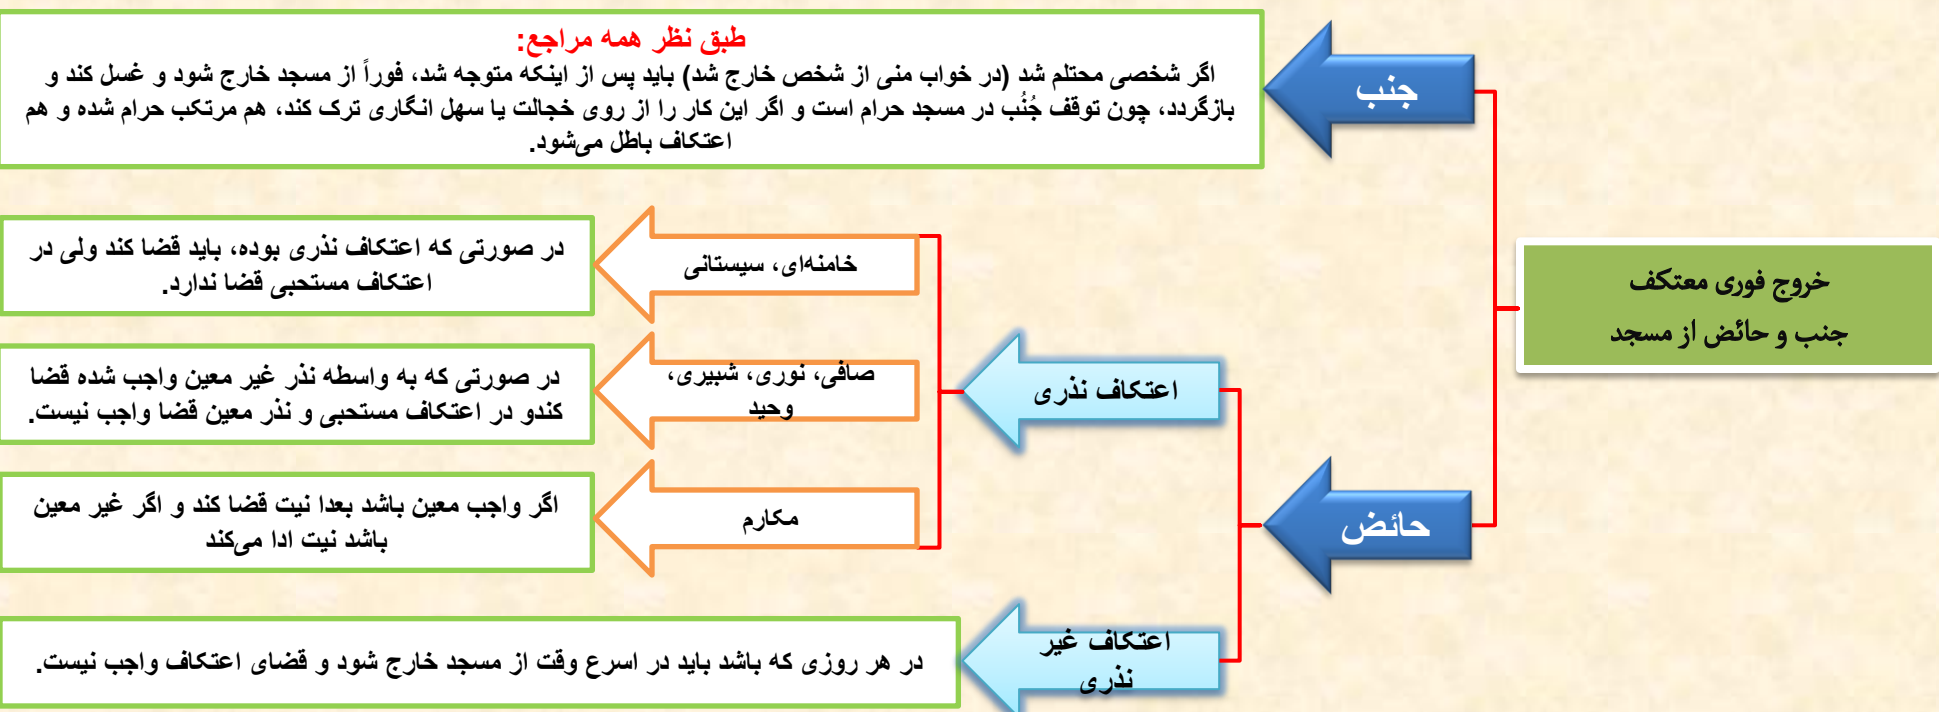 خروج فوری معتکف
جنب و حائض از مسجد
جنب
طبق نظر همه مراجع:
اگر شخصی محتلم شد (در خواب منی از شخص خارج شد) باید پس از اینکه متوجه شد، فوراً از مسجد خارج شود و غسل کند و
بازگردد، چون توقف جُنُب در مسجد حرام است و اگر این کار را از روی خجالت یا سهل انگاری ترک کند، هم مرتکب حرام شده و هم
اعتکاف باطل می‌شود.
حائض
اعتکاف نذری
خامنه‌ای، سیستانی
در صورتی که اعتکاف نذری بوده، باید قضا کند ولی در
اعتکاف مستحبی قضا ندارد.
صافی، نوری، شبیری،
وحید
در صورتی که به واسطه نذر غیر معین واجب شده قضا
کندو در اعتکاف مستحبی و نذر معین قضا واجب نیست.
مکارم
اگر واجب معین باشد بعدا نیت قضا کند و اگر غیر معین
باشد نیت ادا می‌کند
اعتکاف غیر
نذری
در هر روزی که باشد باید در اسرع وقت از مسجد خارج شود و قضای اعتکاف واجب نیست.